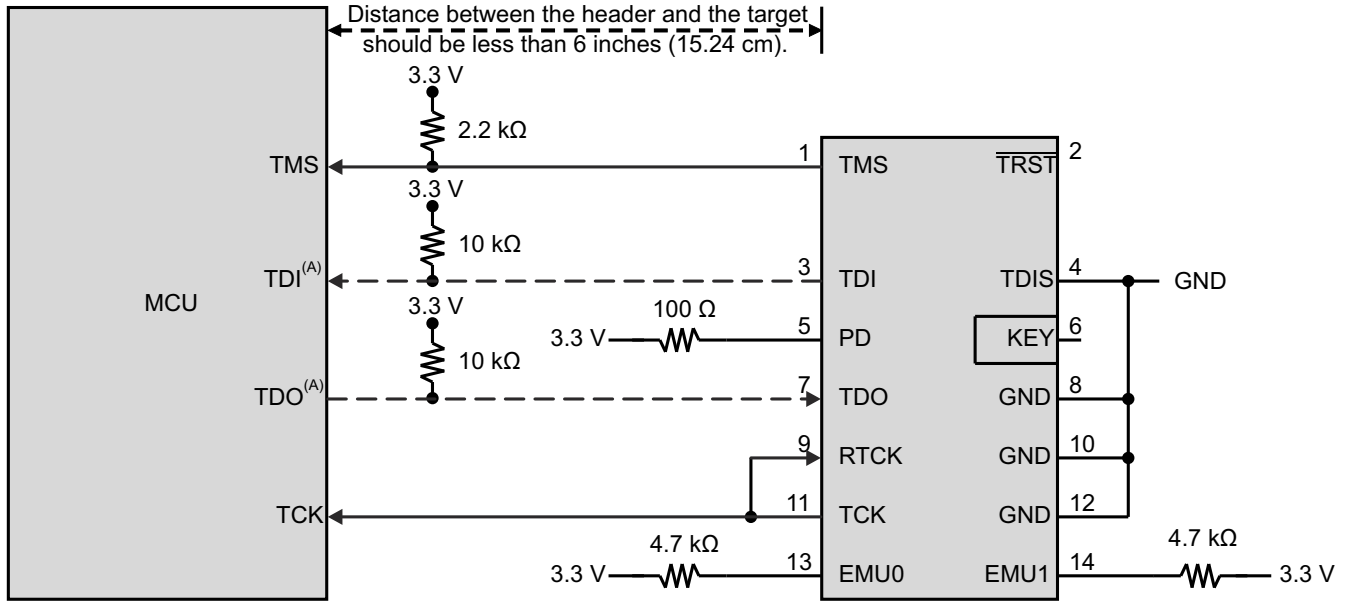 Distance between the header and the target
should be less than 6 inches (15.24 cm).
3.3 V
2.2 kΩ
TMS
1
TMS
TRST
2
3.3 V
10 kΩ
TDI(A)
3
TDI
TDIS
4
GND
MCU
3.3 V
100 Ω
3.3 V
5
PD
KEY
6
10 kΩ
TDO(A)
7
TDO
GND
8
9
RTCK
GND
10
TCK
11
TCK
GND
12
4.7 kΩ
3.3 V
13
EMU0
EMU1
14
4.7 kΩ
3.3 V